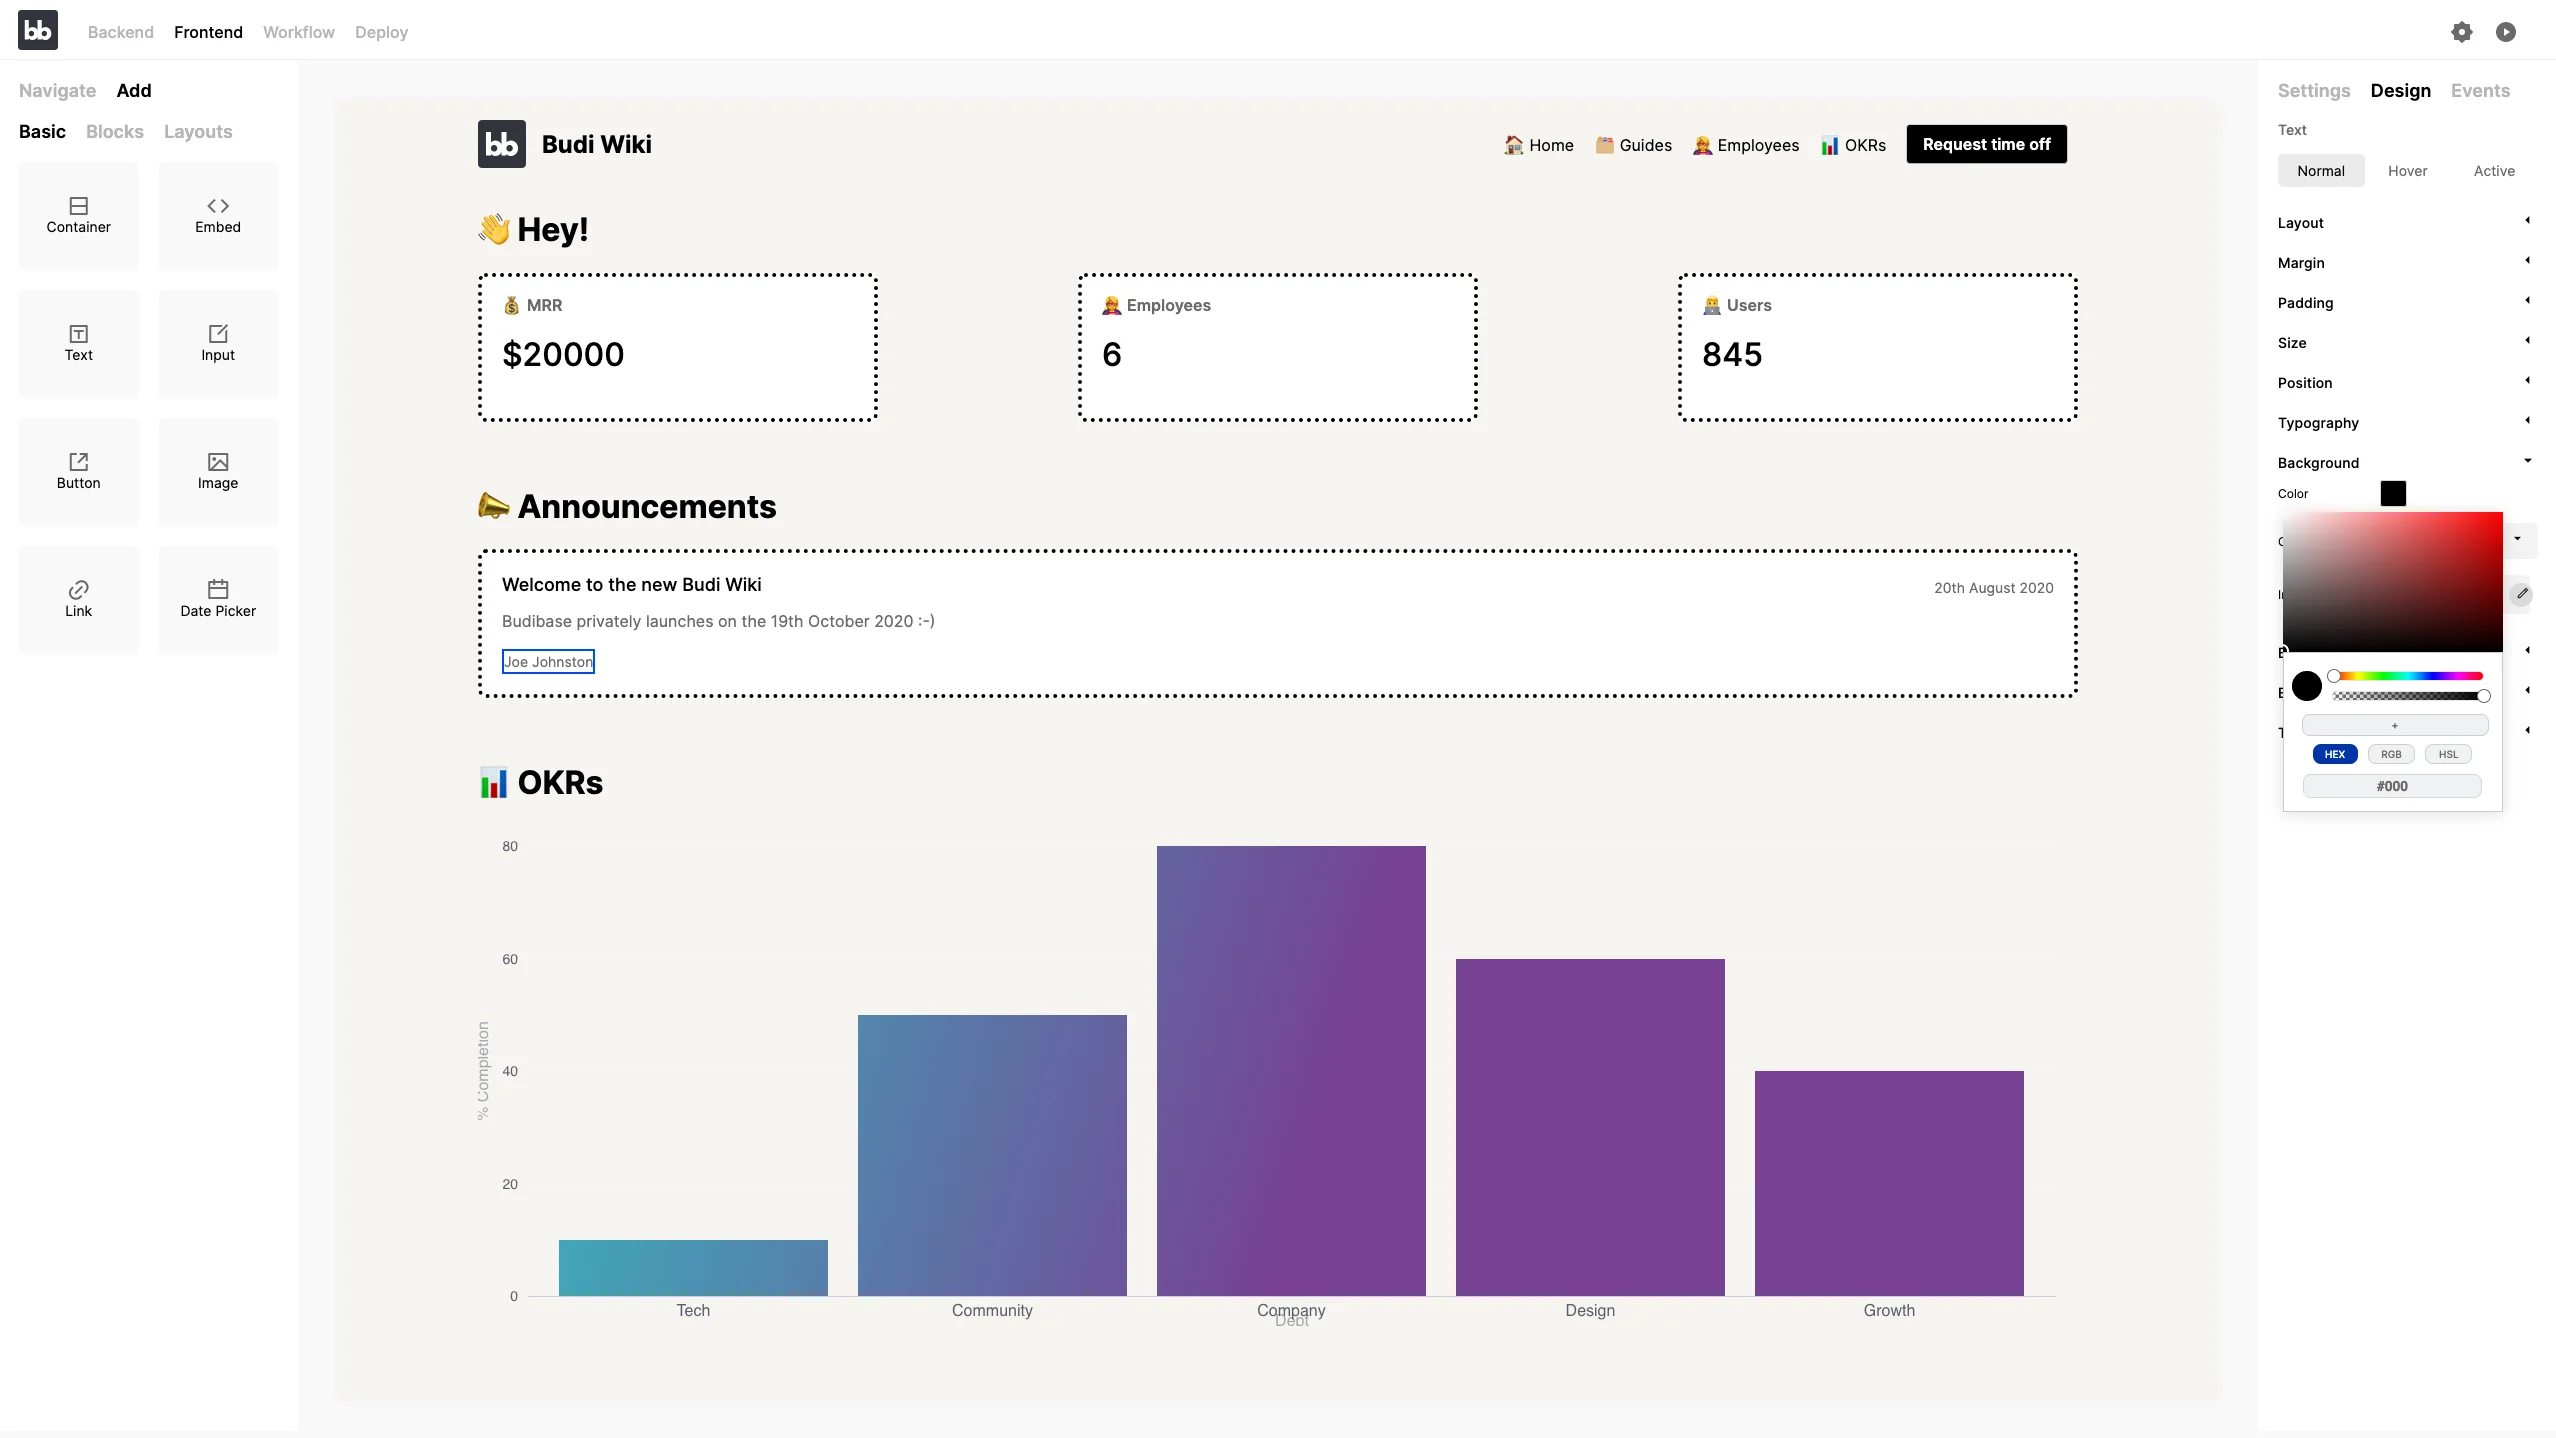 bb
Backend Frontend Workflow Deploy
Navigate Add
Basic Blocks Layouts
Container Embed
Text Input
Button Image
Link Date Picker
bb Budi Wiki
Home Guides Employees OKRs Request time off
Hey!
MRR
$20000
Employees
6
Users
845
Announcements
Welcome to the new Budi Wiki
20th August 2020
Budibase privately launches on the 19th October 2020 :-)
Joe Johnston
OKRs
80
60
40
20
0
% Completion
Tech Community Company Design Growth
Dept
Settings Design Events
Text
Normal Hover Active
Layout
Margin
Padding
Size
Position
Typography
Background
Color
+
HEX RGB HSL
#000